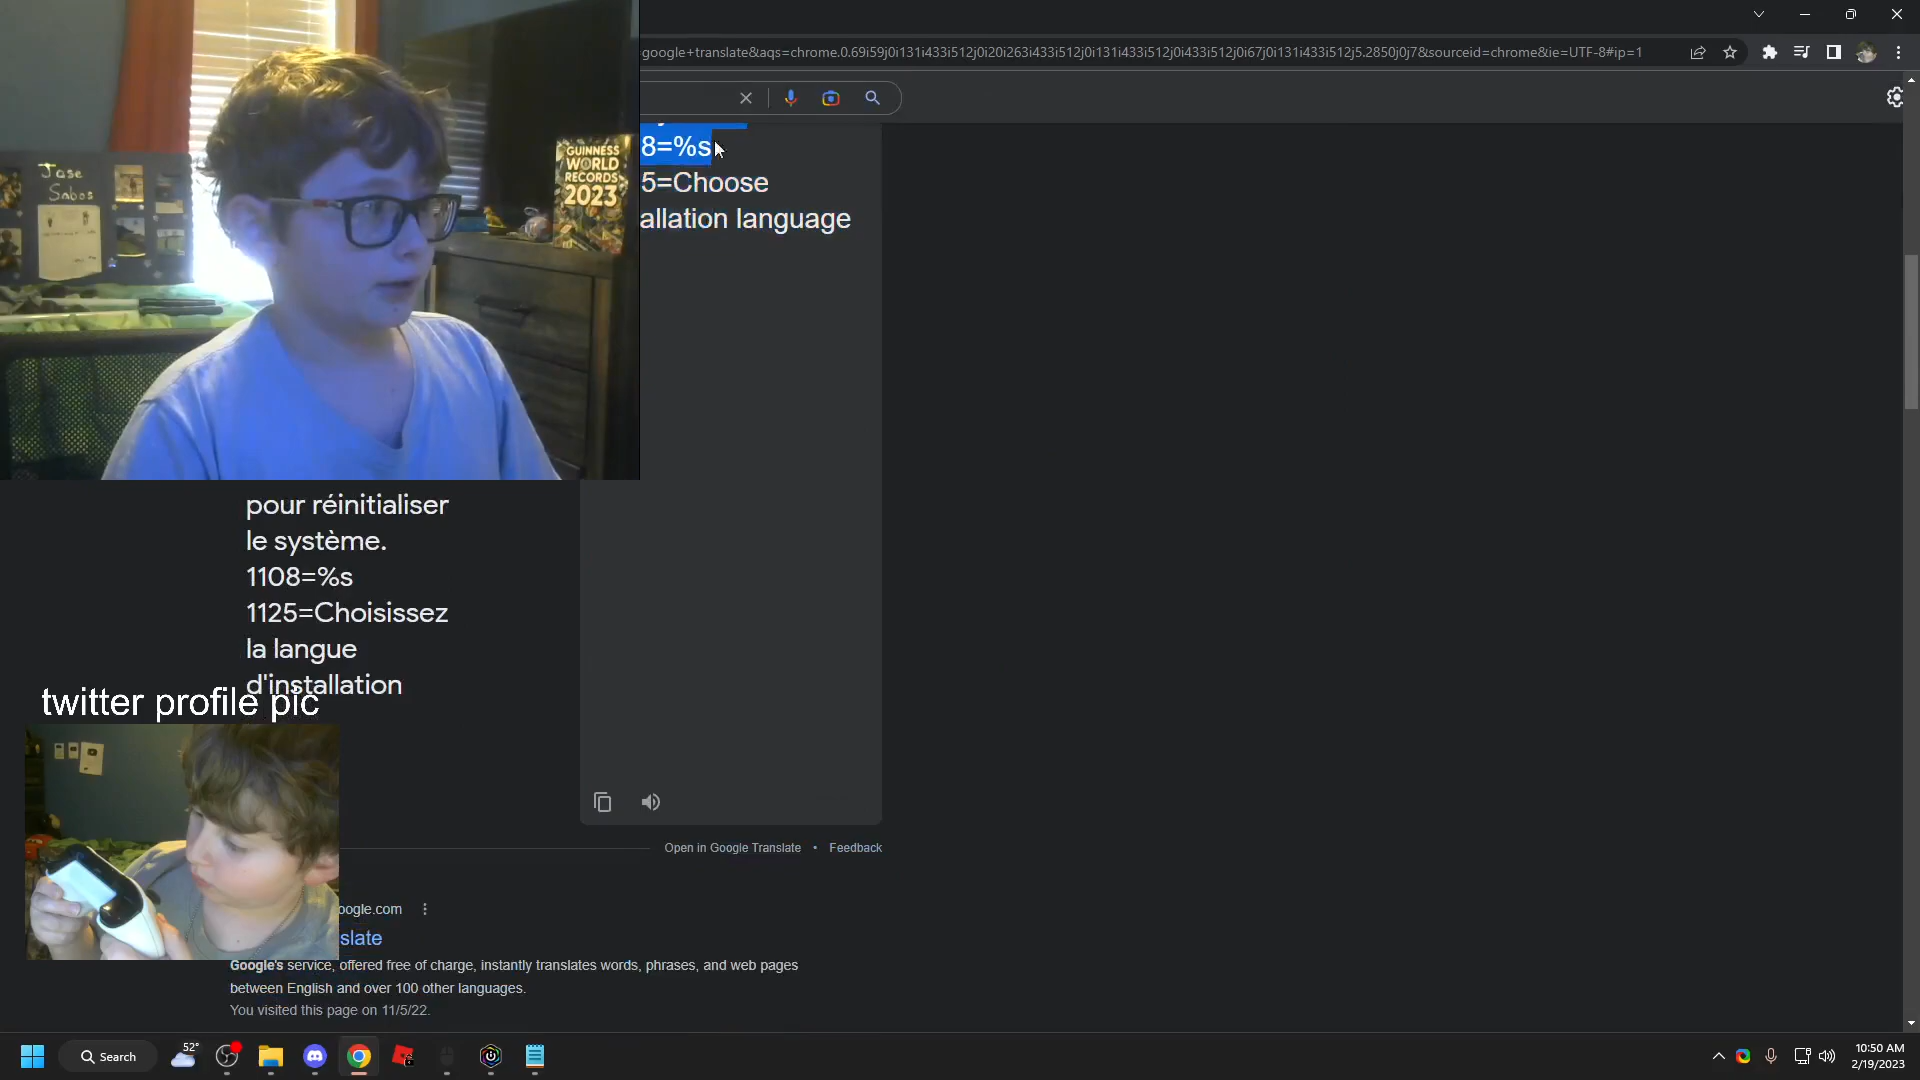 google+translate&aqs=chrome.0.69i59j0i131i433i512j0i20i263i433i512j0i131i433i512j0i433i512j0i67j0i131i433i512j5.2850j0j7&sourceid=chrome&ie=UTF-8#ip=1
8=%s
5=Choose
allation language
Jase
Sabos
GUINNESS
WORLD
RECORDS
2023
pour réinitialiser
le système.
1108=%s
1125=Choisissez
la langue
d'installation
twitter profile pic
Open in Google Translate • Feedback
oogle.com
slate
Google's service, offered free of charge, instantly translates words, phrases, and web pages
between English and over 100 other languages.
You visited this page on 11/5/22.
52°
Search
10:50 AM
2/19/2023